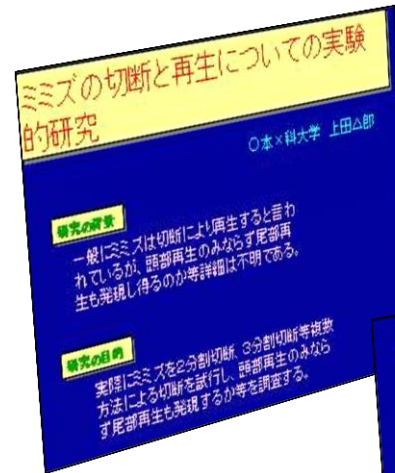 ミミズの切断と再生についての実験
的研究
〇本×科大学 上田△郎
研究の背景
一般にミミズは切断により再生すると言わ
れているが、頭部再生のみならず尾部再
生も発現し得るのか等詳細は不明である。
研究の目的
実際にミミズを2分割切断、3分割切断等複数
方法による切断を試行し、頭部再生のみなら
ず尾部再生も発現するか等を調査する。